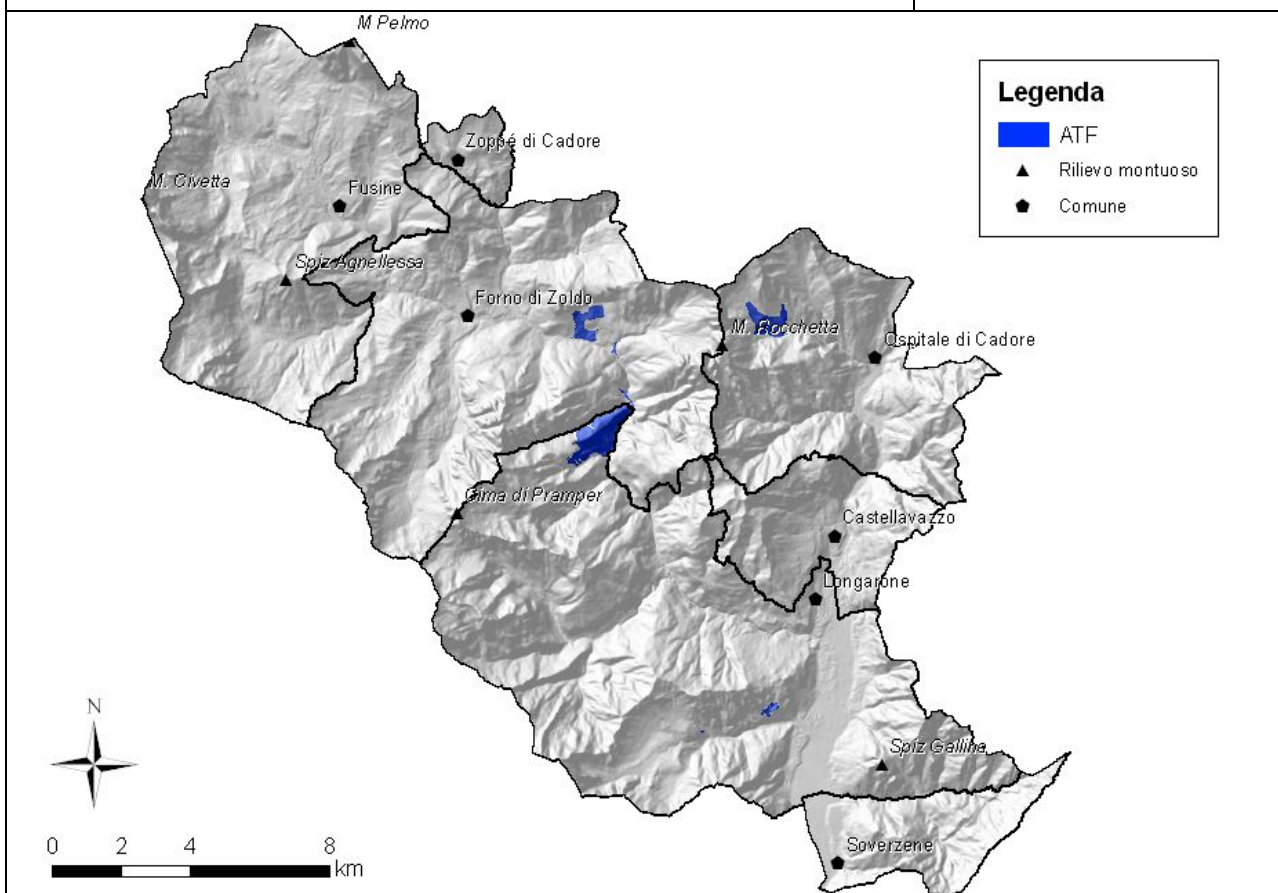 M Pelmo
Legenda
ATF
Rilievo montuoso
Comune
Zoppé di Cadore
M. Civetta
Fusine
Spiz Agnellessa
Forno di Zoldo
M. Rocchetta
Ospitale di Cadore
Cima di Pramper
Castellavazzo
Longarone
N
Spiz Gallina
0 2 4 8
km
Soverzene